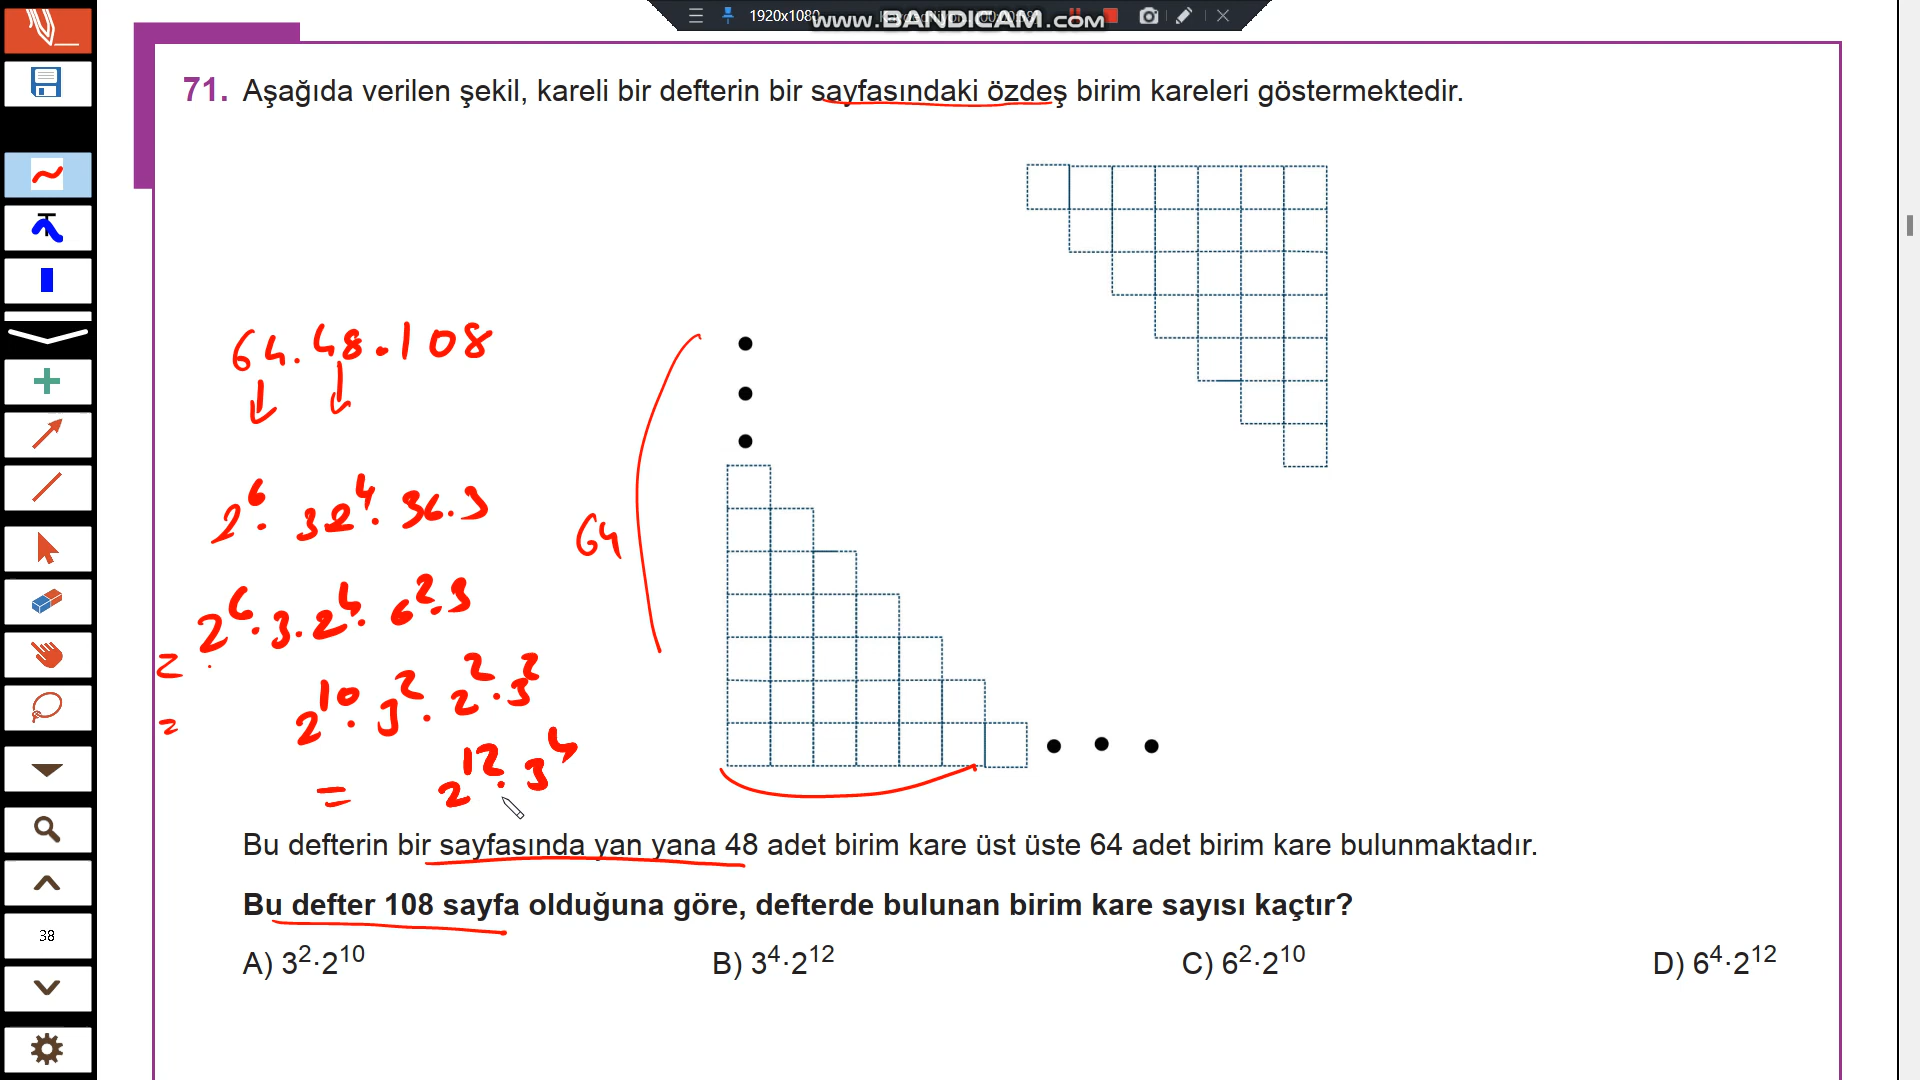 1920x1080
www.BANDICAM.com
71. Aşağıda verilen şekil, kareli bir defterin bir sayfasındaki özdeş birim kareleri göstermektedir.
64.48.108
2⁶. 3 2⁴. 36.3
64
= 2⁶.3.2⁴. 6².3
= 2¹⁰. 3². 2².3²
= 2¹².3⁴
Bu defterin bir sayfasında yan yana 48 adet birim kare üst üste 64 adet birim kare bulunmaktadır.
Bu defter 108 sayfa olduğuna göre, defterde bulunan birim kare sayısı kaçtır?
A) 3²·2¹⁰ B) 3⁴·2¹² C) 6²·2¹⁰ D) 6⁴·2¹²
38